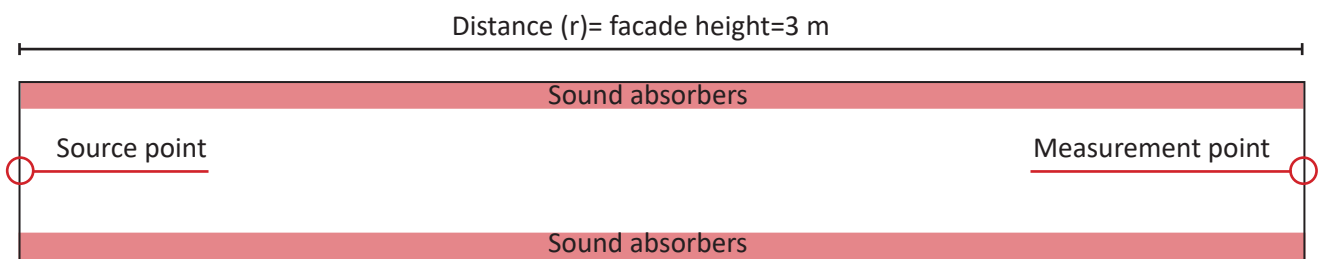 Distance (r)= facade height=3 m
Sound absorbers
Source point
Measurement point
Sound absorbers